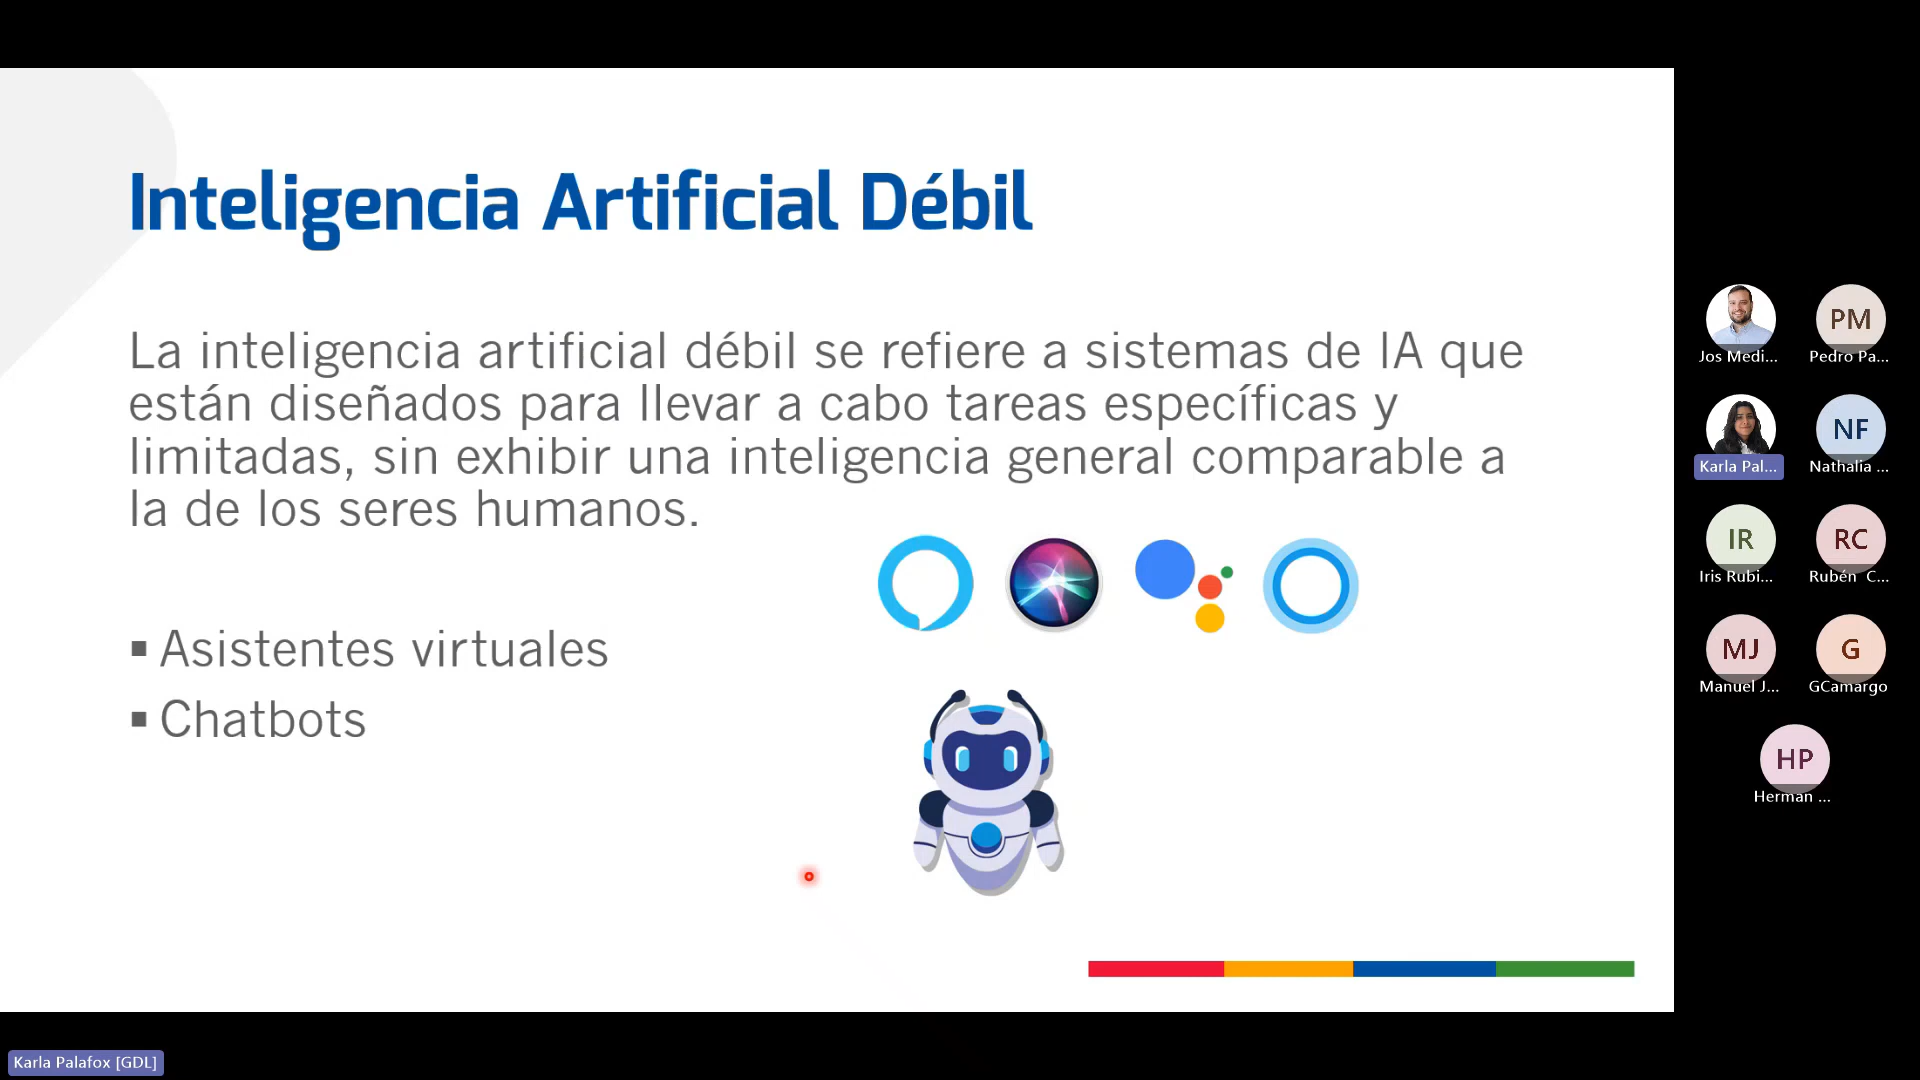 Inteligencia Artificial Débil
La inteligencia artificial débil se refiere a sistemas de IA que
están diseñados para llevar a cabo tareas específicas y
limitadas, sin exhibir una inteligencia general comparable a
la de los seres humanos.
▪ Asistentes virtuales
▪ Chatbots
Jos Medi...
PM
Pedro Pa...
Karla Pal...
NF
Nathalia ...
IR
Iris Rubi...
RC
Rubén C...
MJ
Manuel J...
G
GCamargo
HP
Herman ...
Karla Palafox [GDL]